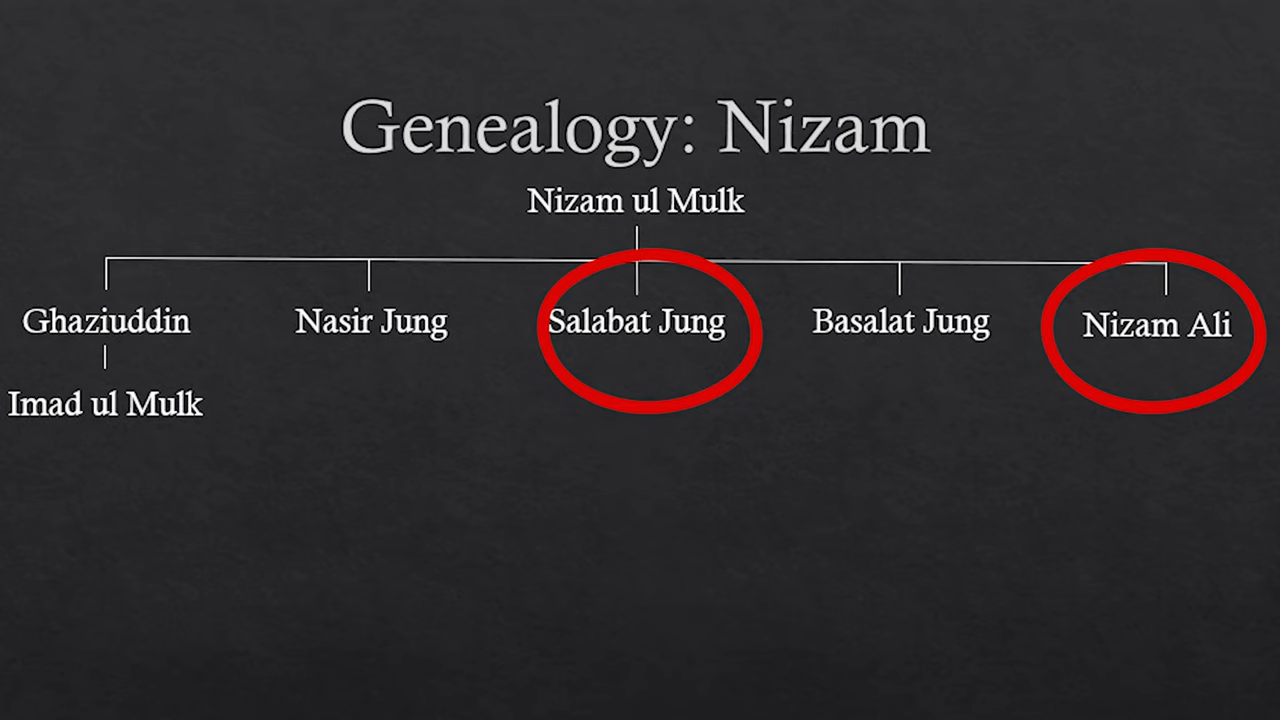 Genealogy: Nizam
Nizam ul Mulk
Ghaziuddin
Nasir Jung
Salabat Jung
Basalat Jung
Nizam Ali
Imad ul Mulk